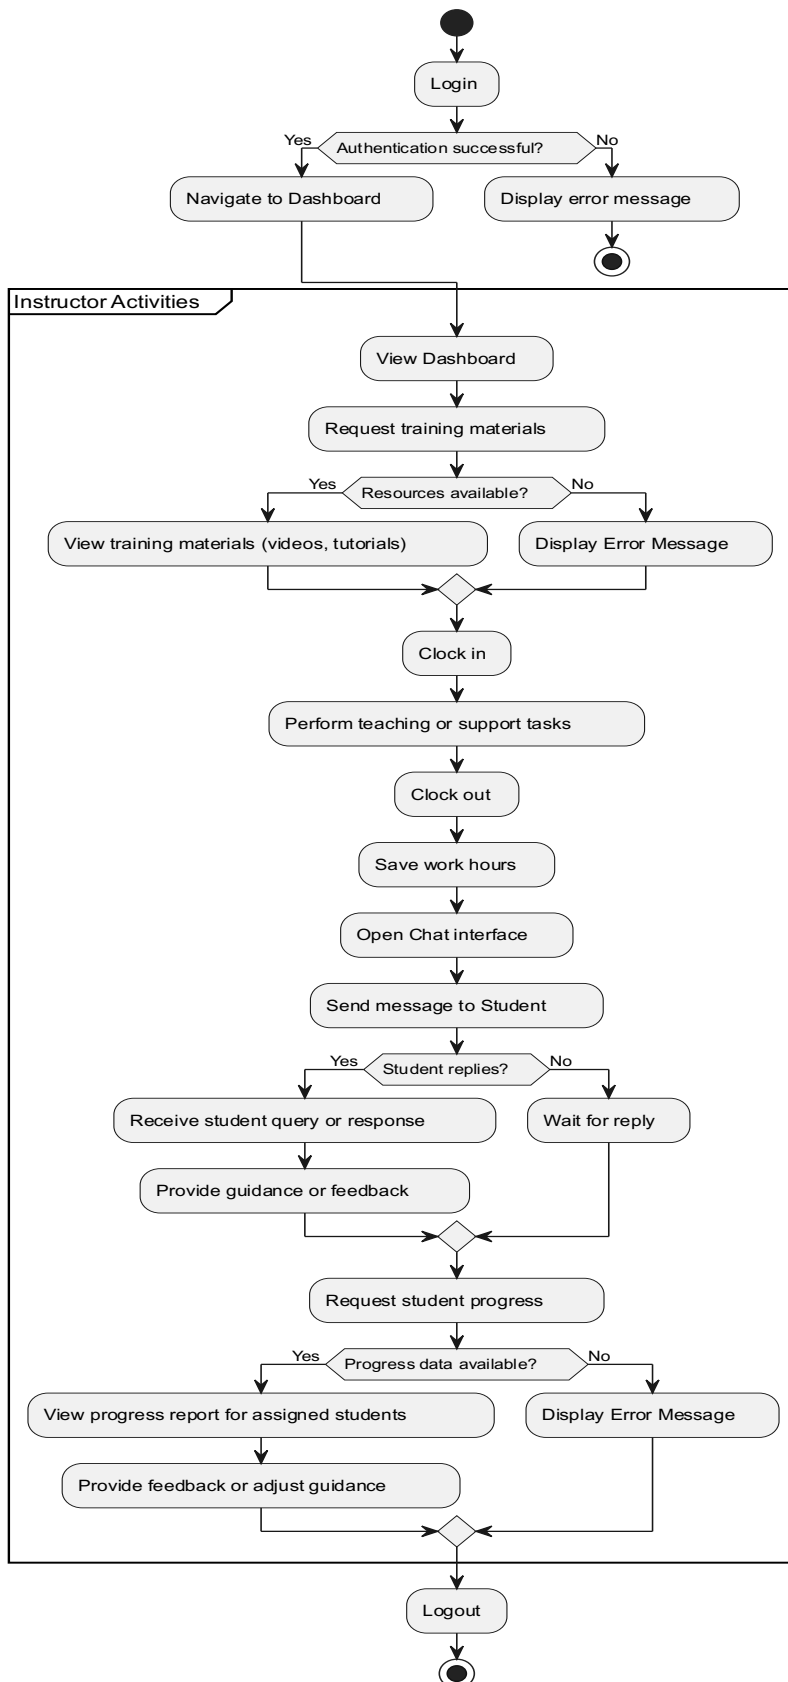 Login
Yes
Authentication successful?
No
Navigate to Dashboard
Display error message
Instructor Activities
View Dashboard
Request training materials
Yes
Resources available?
No
View training materials (videos, tutorials)
Display Error Message
Clock in
Perform teaching or support tasks
Clock out
Save work hours
Open Chat interface
Send message to Student
Yes
Student replies?
No
Receive student query or response
Wait for reply
Provide guidance or feedback
Request student progress
Yes
Progress data available?
No
View progress report for assigned students
Display Error Message
Provide feedback or adjust guidance
Logout